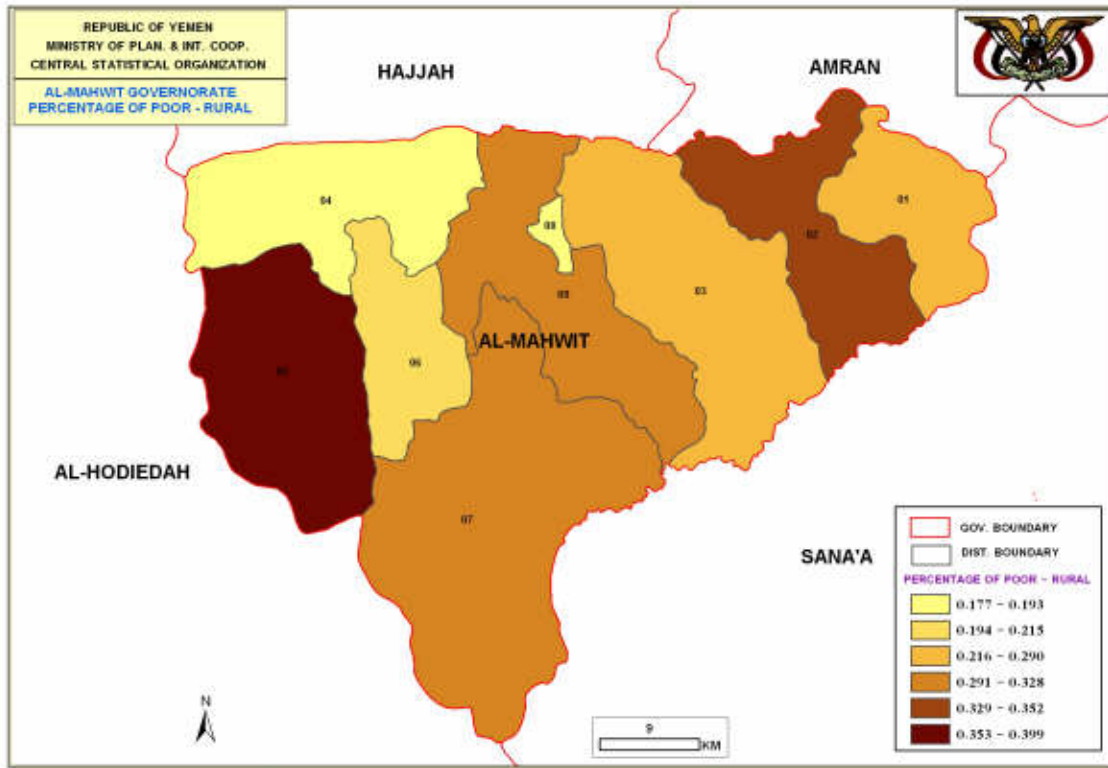 REPUBLIC OF YEMEN
MINISTRY OF PLAN. & INT. COOP.
CENTRAL STATISTICAL ORGANIZATION
AL-MAHWIT GOVERNORATE
PERCENTAGE OF POOR - RURAL
HAJJAH
AMRAN
04
01
02
03
AL-MAHWIT
06
AL-HODIEDAH
07
SANA'A
GOV. BOUNDARY
DIST. BOUNDARY
PERCENTAGE OF POOR - RURAL
0.177 - 0.193
0.194 - 0.215
0.216 - 0.290
0.291 - 0.328
0.329 - 0.352
0.353 - 0.399
N
9
KM